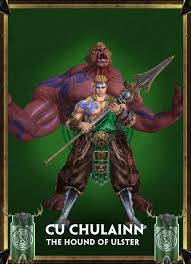 CU CHULAINN
THE HOUND OF ULSTER